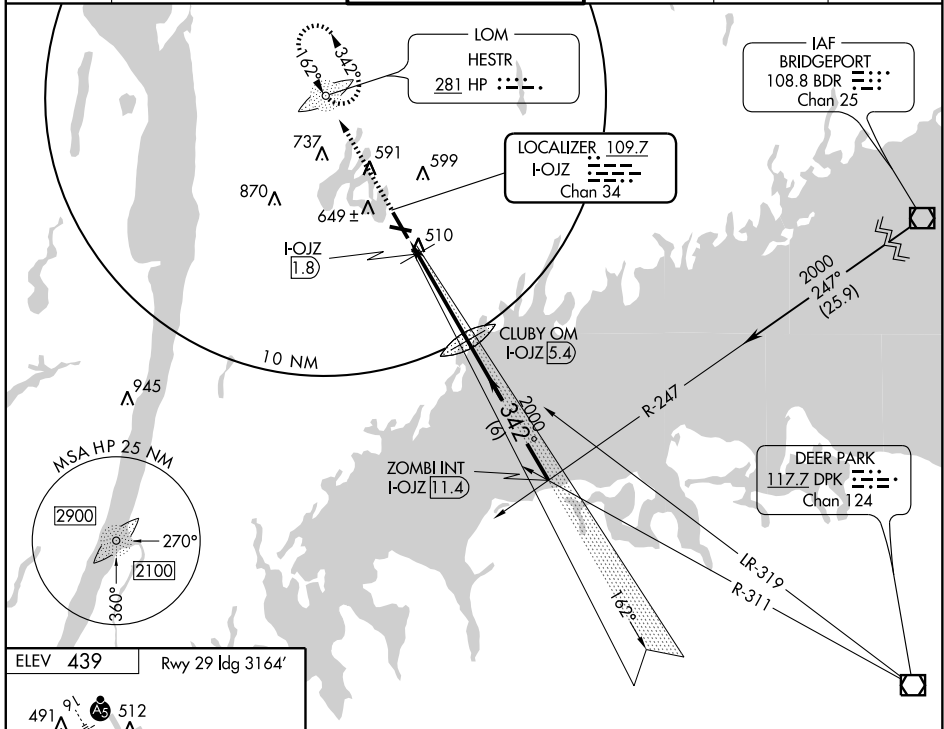 LOM
HESTR
281 HP
162°
342°
IAF
BRIDGEPORT
108.8 BDR
Chan 25
LOCALIZER 109.7
I-OJZ
Chan 34
737
591
599
870
649 ±
510
I-OJZ
1.8
2000
247°
(25.9)
CLUBY OM
I-OJZ 5.4
10 NM
R-247
945
2000
342°
(6)
MSA HP 25 NM
ZOMBI INT
I-OJZ 11.4
DEER PARK
117.7 DPK
Chan 124
2900
270°
2100
360°
LR-319
R-311
162°
ELEV 439
Rwy 29 ldg 3164'
491
16
A5
512